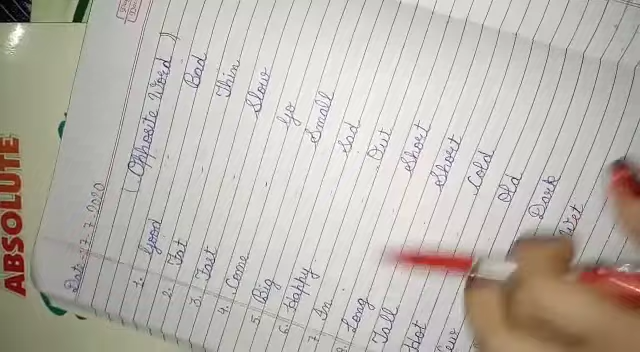 ABSOLUTE
Date:- 7.7.2020
(Opposite Word)
1. Good - Bad
2. Fat - Thin
3. Fast - Slow
4. Come - Go
5. Big - Small
6. Happy - Sad
7. In - Out
8. Long - Short
Tall - Short
Hot - Cold
Old
Dark
Wet